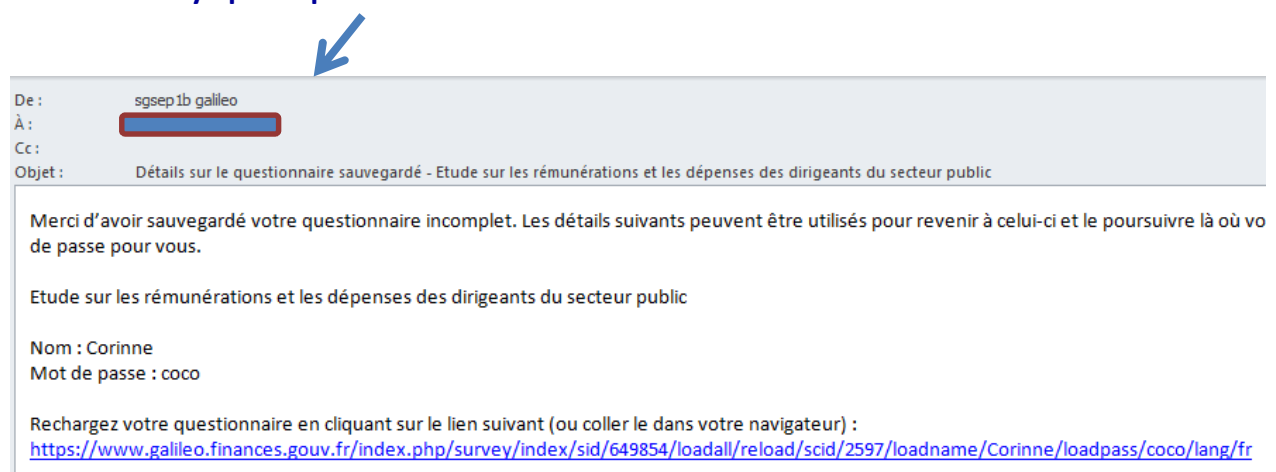 De : sgsep1b galileo
À :
Cc :
Objet : Détails sur le questionnaire sauvegardé - Etude sur les rémunérations et les dépenses des dirigeants du secteur public
Merci d'avoir sauvegardé votre questionnaire incomplet. Les détails suivants peuvent être utilisés pour revenir à celui-ci et le poursuivre là où vo
de passe pour vous.
Etude sur les rémunérations et les dépenses des dirigeants du secteur public
Nom : Corinne
Mot de passe : coco
Rechargez votre questionnaire en cliquant sur le lien suivant (ou coller le dans votre navigateur) :
https://www.galileo.finances.gouv.fr/index.php/survey/index/sid/649854/loadall/reload/scid/2597/loadname/Corinne/loadpass/coco/lang/fr